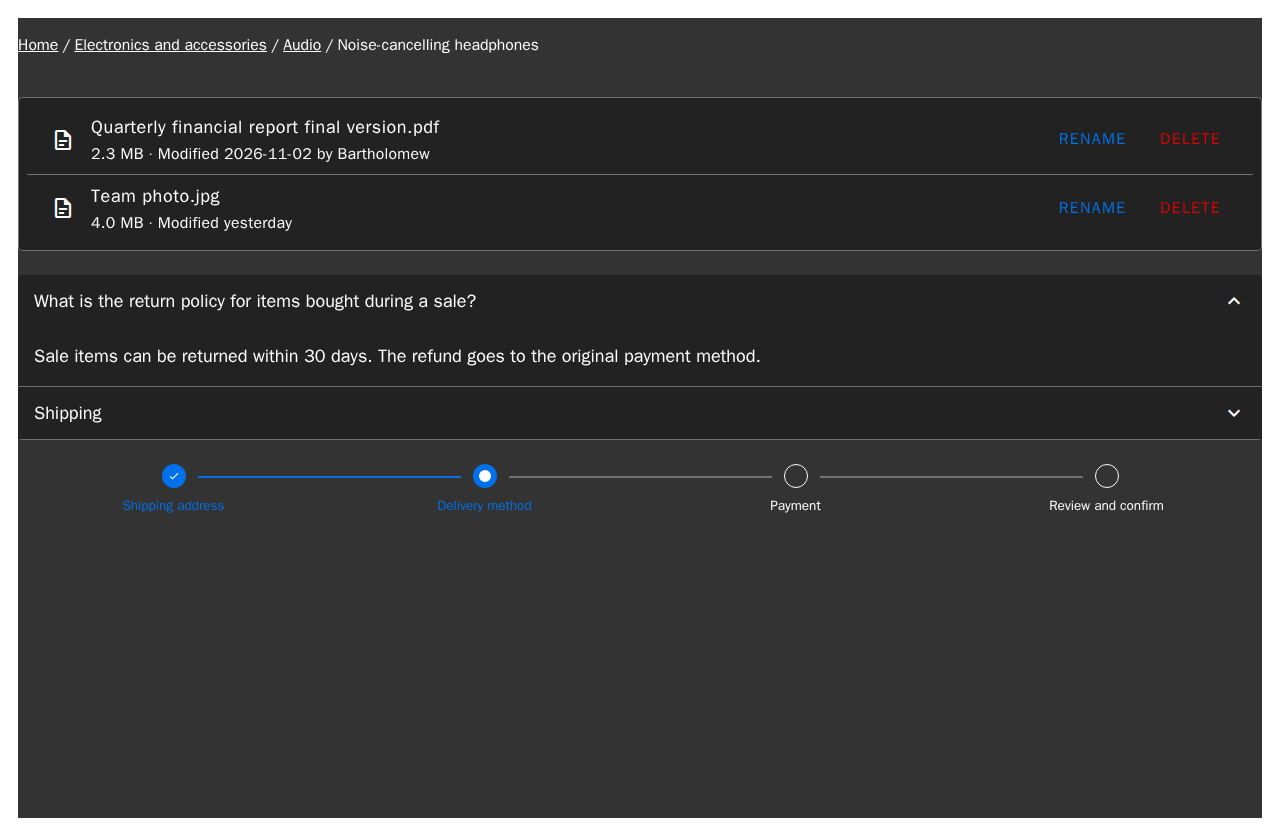 Home / Electronics and accessories / Audio / Noise-cancelling headphones
Quarterly financial report final version.pdf
2.3 MB · Modified 2026-11-02 by Bartholomew
RENAME DELETE
Team photo.jpg
4.0 MB · Modified yesterday
RENAME DELETE
What is the return policy for items bought during a sale?
Sale items can be returned within 30 days. The refund goes to the original payment method.
Shipping
Shipping address Delivery method Payment Review and confirm